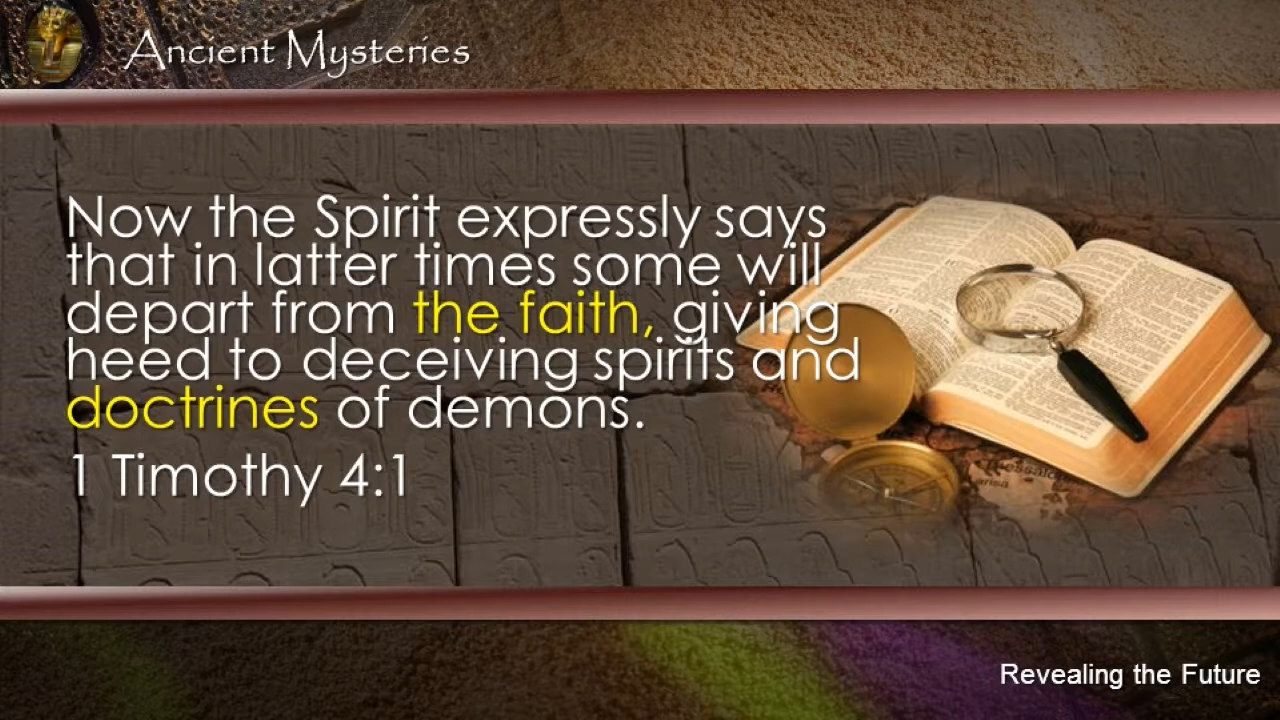 Ancient Mysteries
Now the Spirit expressly says
that in latter times some will
depart from the faith, giving
heed to deceiving spirits and
doctrines of demons.
1 Timothy 4:1
Revealing the Future